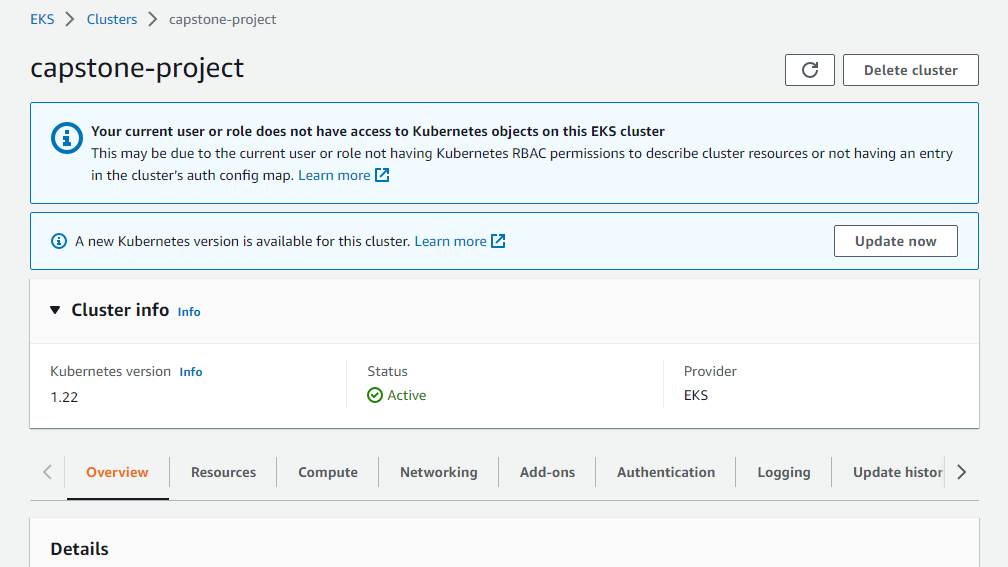 EKS Clusters capstone-project
capstone-project
Delete cluster
Your current user or role does not have access to Kubernetes objects on this EKS cluster
This may be due to the current user or role not having Kubernetes RBAC permissions to describe cluster resources or not having an entry
in the cluster's auth config map. Learn more
A new Kubernetes version is available for this cluster. Learn more
Update now
Cluster info Info
Kubernetes version Info
1.22
Status
Active
Provider
EKS
Overview Resources Compute Networking Add-ons Authentication Logging Update histor
Details